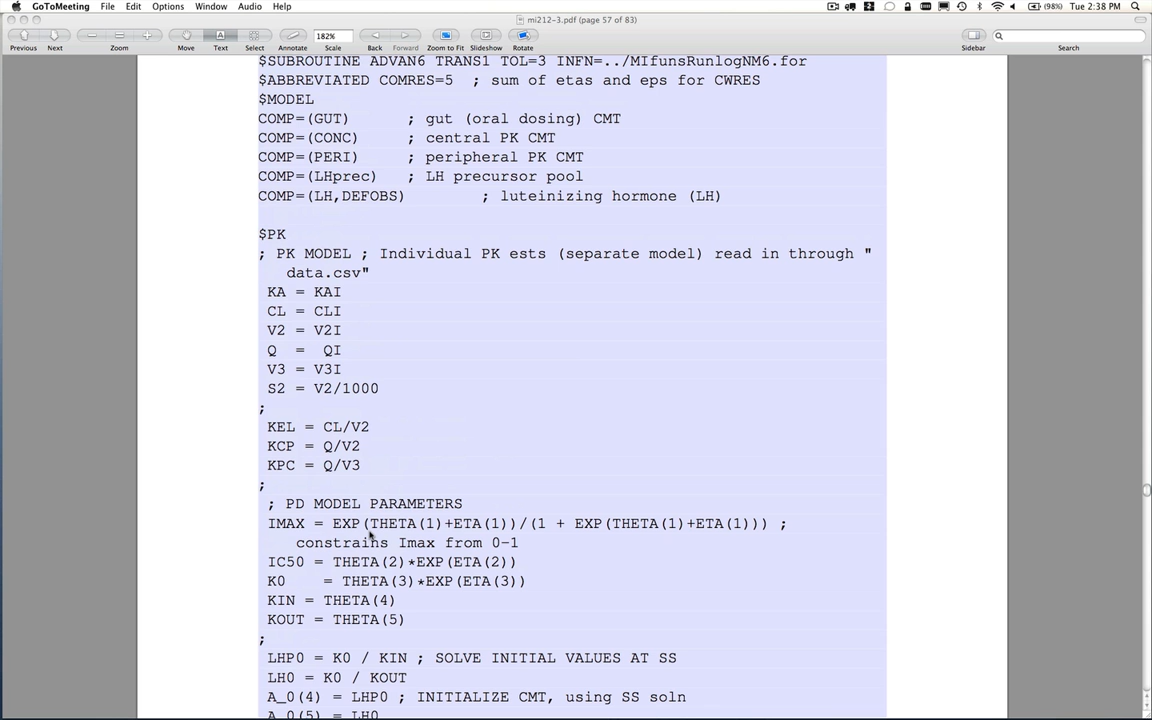 GoToMeeting File Edit Options Window Audio Help (98%) Tue 2:38 PM
mi212-3.pdf (page 57 of 83)
182%
Previous Next Zoom Move Text Select Annotate Scale Back Forward Zoom to Fit Slideshow Rotate Sidebar Search
$SUBROUTINE ADVAN6 TRANS1 TOL=3 INFN=../MIfunsRunlogNM6.for
$ABBREVIATED COMRES=5 ; sum of etas and eps for CWRES
$MODEL
COMP=(GUT) ; gut (oral dosing) CMT
COMP=(CONC) ; central PK CMT
COMP=(PERI) ; peripheral PK CMT
COMP=(LHprec) ; LH precursor pool
COMP=(LH,DEFOBS) ; luteinizing hormone (LH)
$PK
; PK MODEL ; Individual PK ests (separate model) read in through "
data.csv"
KA = KAI
CL = CLI
V2 = V2I
Q = QI
V3 = V3I
S2 = V2/1000
;
KEL = CL/V2
KCP = Q/V2
KPC = Q/V3
;
; PD MODEL PARAMETERS
IMAX = EXP(THETA(1)+ETA(1))/(1 + EXP(THETA(1)+ETA(1))) ;
constrains Imax from 0-1
IC50 = THETA(2)*EXP(ETA(2))
K0 = THETA(3)*EXP(ETA(3))
KIN = THETA(4)
KOUT = THETA(5)
;
LHP0 = K0 / KIN ; SOLVE INITIAL VALUES AT SS
LH0 = K0 / KOUT
A_0(4) = LHP0 ; INITIALIZE CMT, using SS soln
A_0(5) = LH0